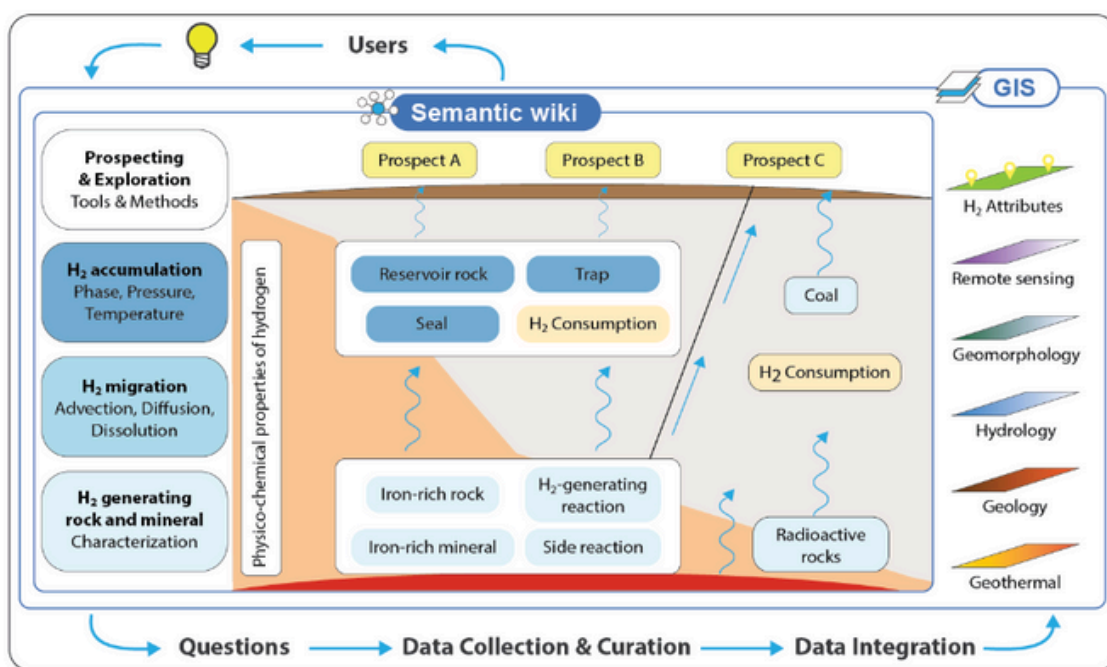 Users
GIS
Semantic wiki
Prospecting
& Exploration
Tools & Methods
H₂ accumulation
Phase, Pressure,
Temperature
H₂ migration
Advection, Diffusion,
Dissolution
H₂ generating
rock and mineral
Characterization
Physico-chemical properties of hydrogen
Prospect A
Prospect B
Prospect C
Reservoir rock
Trap
Seal
H₂ Consumption
Iron-rich rock
H₂-generating
reaction
Iron-rich mineral
Side reaction
Coal
H₂ Consumption
Radioactive
rocks
H₂ Attributes
Remote sensing
Geomorphology
Hydrology
Geology
Geothermal
Questions
Data Collection & Curation
Data Integration